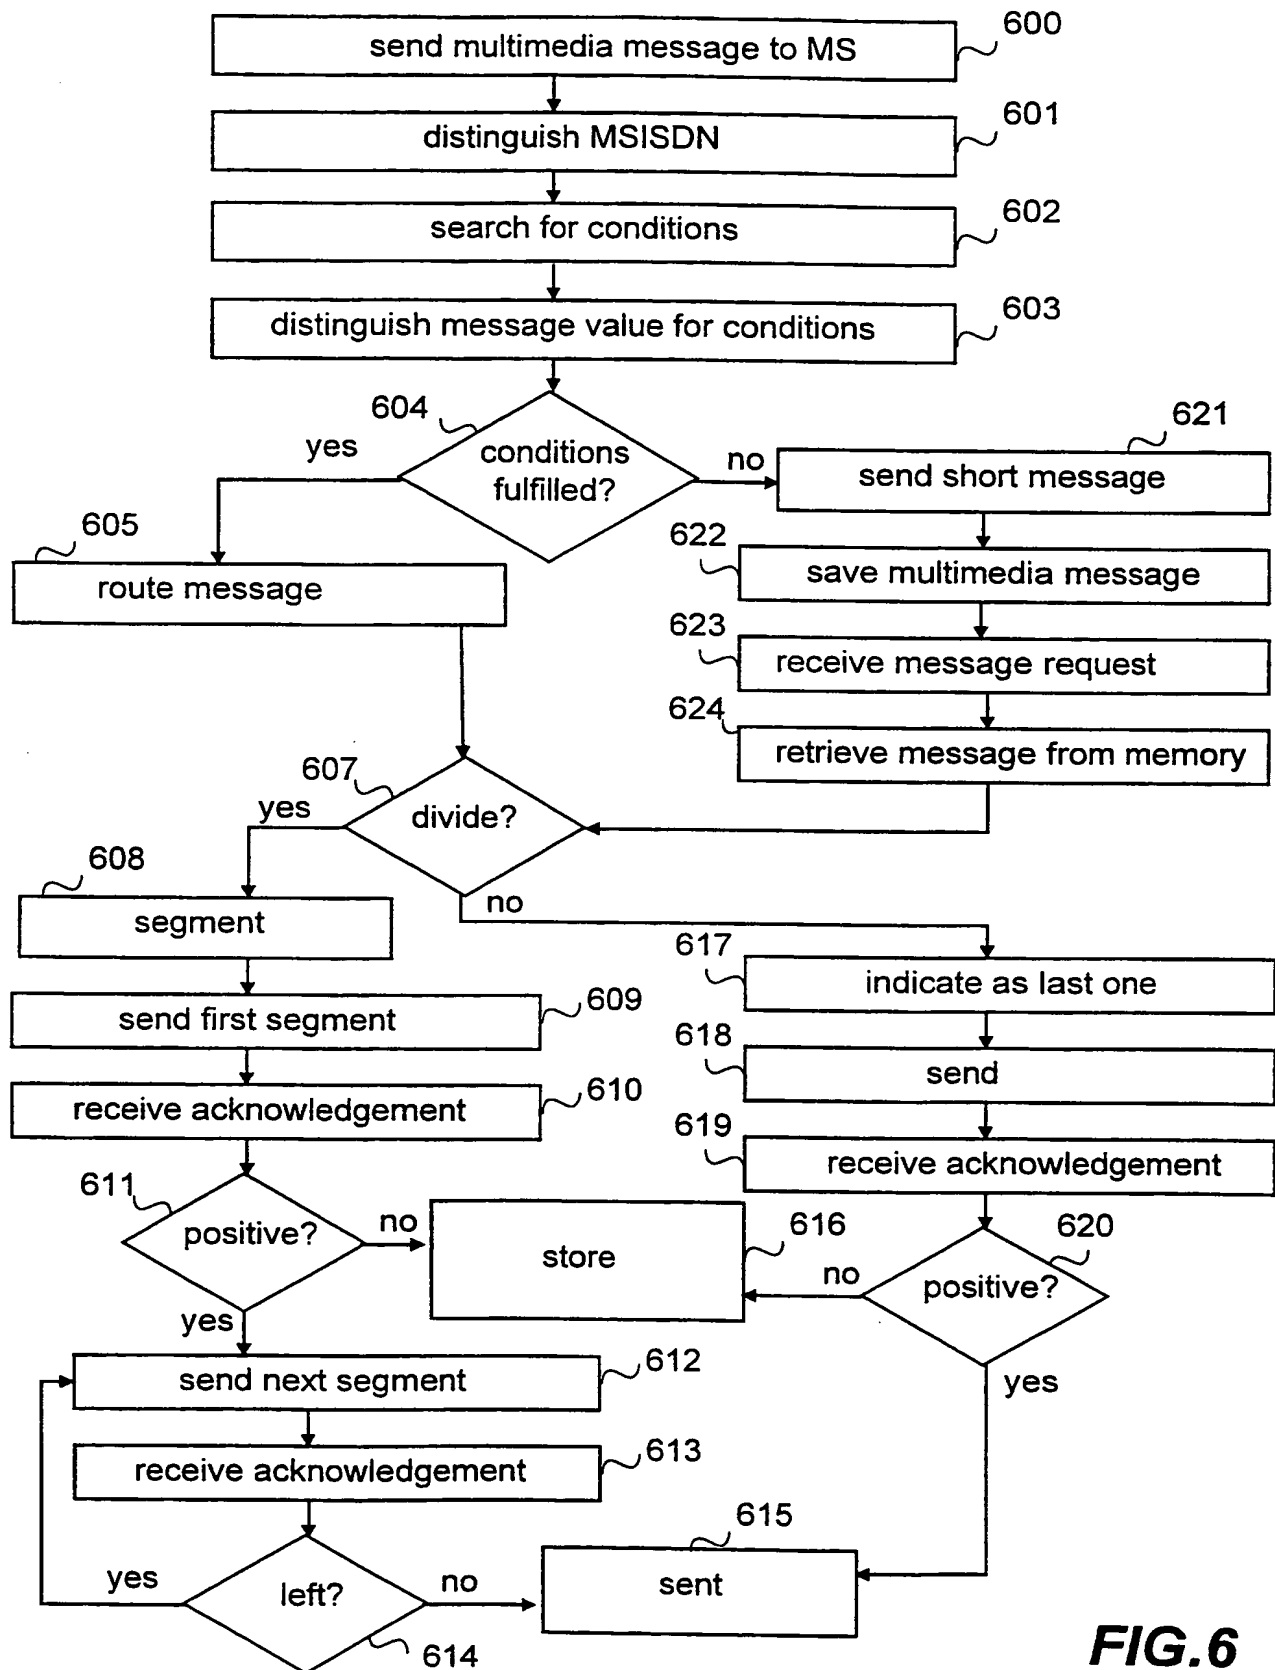 600
send multimedia message to MS
601
distinguish MSISDN
602
search for conditions
603
distinguish message value for conditions
604
yes
conditions
fulfilled?
no
621
send short message
605
route message
622
save multimedia message
623
receive message request
624
retrieve message from memory
607
yes
divide?
no
608
segment
617
indicate as last one
609
send first segment
618
send
610
receive acknowledgement
619
receive acknowledgement
611
positive?
no
yes
616
store
620
no
positive?
yes
612
send next segment
613
receive acknowledgement
615
sent
yes
left?
no
614
FIG.6